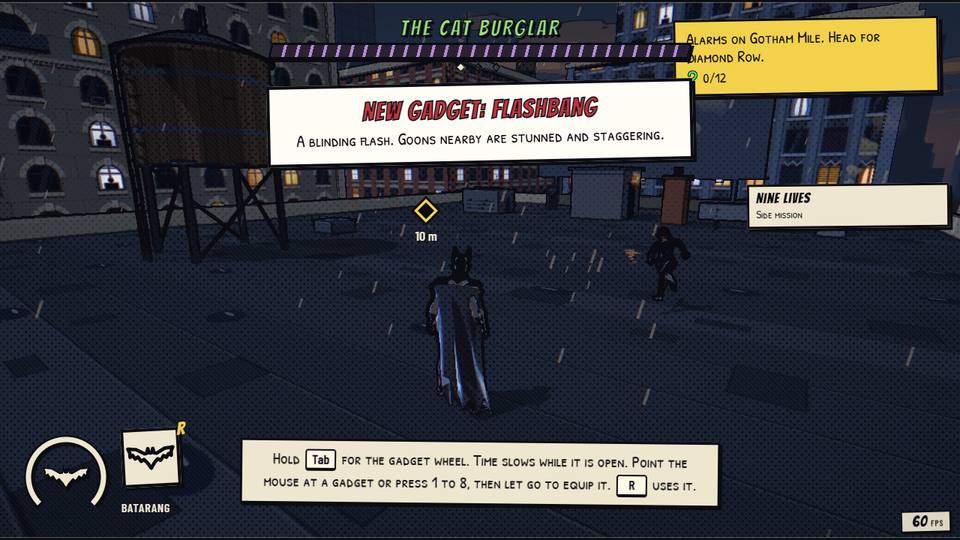 THE CAT BURGLAR
ALARMS ON GOTHAM MILE. HEAD FOR
DIAMOND ROW.
? 0/12
NEW GADGET: FLASHBANG
A BLINDING FLASH. GOONS NEARBY ARE STUNNED AND STAGGERING.
NINE LIVES
SIDE MISSION
10 m
R
BATARANG
HOLD Tab FOR THE GADGET WHEEL. TIME SLOWS WHILE IT IS OPEN. POINT THE
MOUSE AT A GADGET OR PRESS 1 TO 8, THEN LET GO TO EQUIP IT. R USES IT.
60 FPS